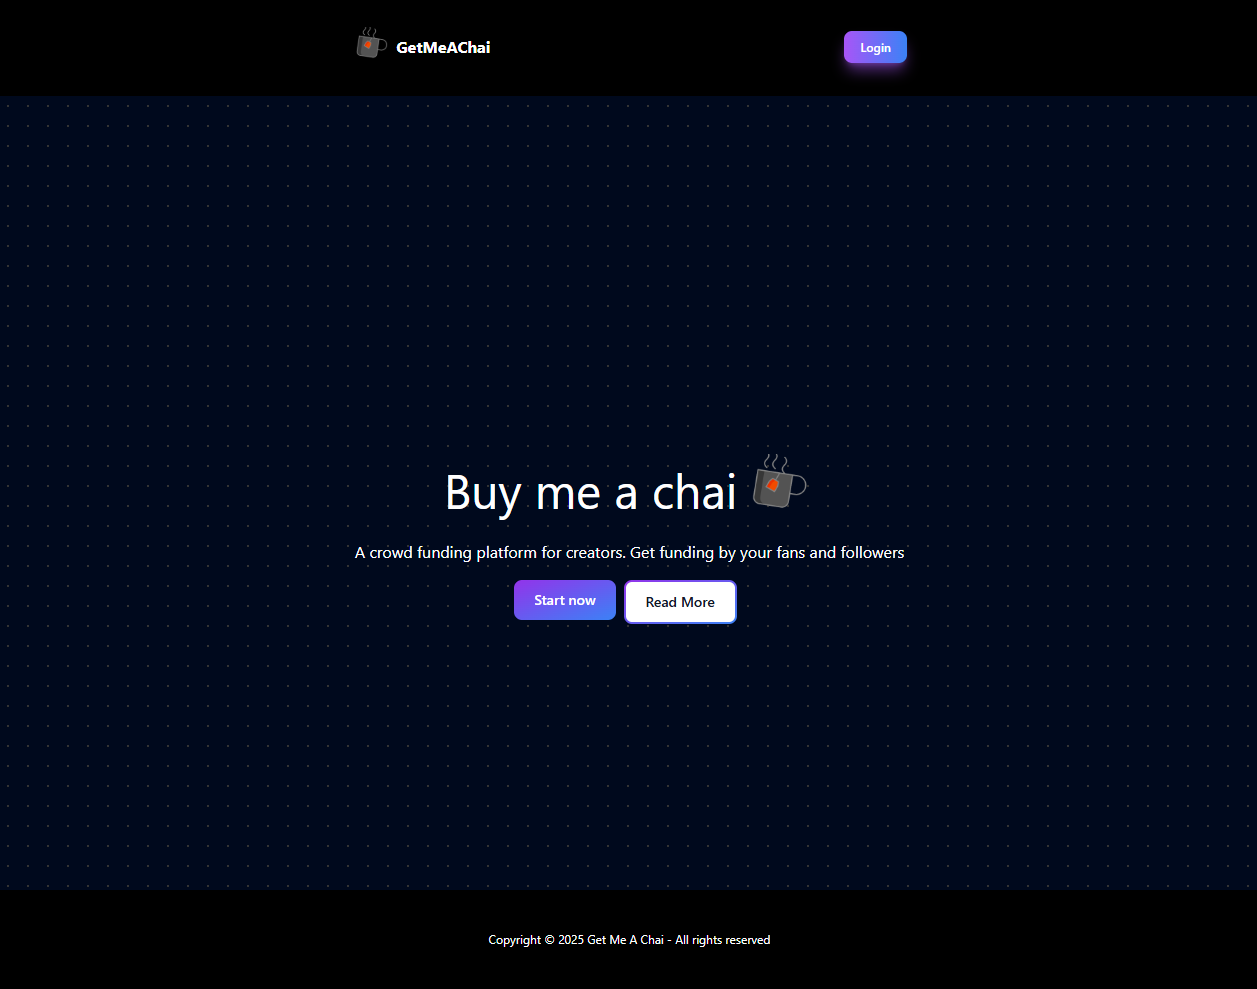 GetMeAChai
Login
Buy me a chai
A crowd funding platform for creators. Get funding by your fans and followers
Start now
Read More
Copyright © 2025 Get Me A Chai - All rights reserved